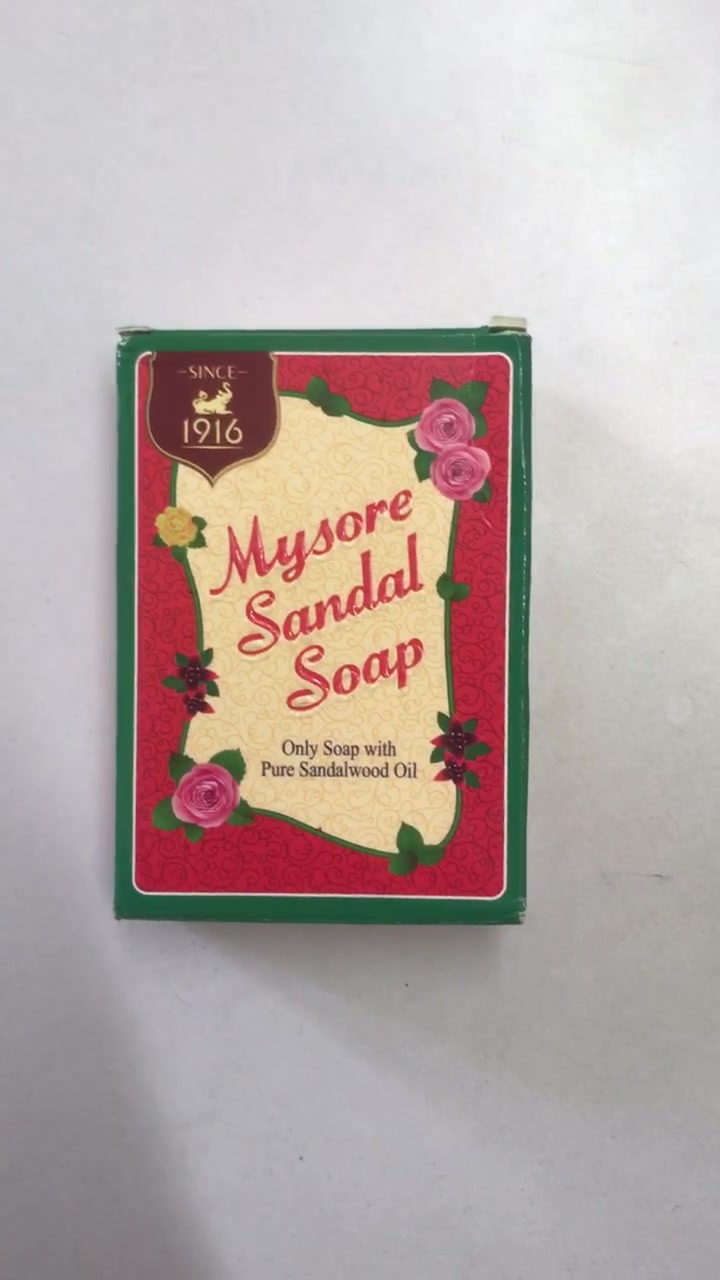 -SINCE-
1916
Mysore
Sandal
Soap
Only Soap with
Pure Sandalwood Oil